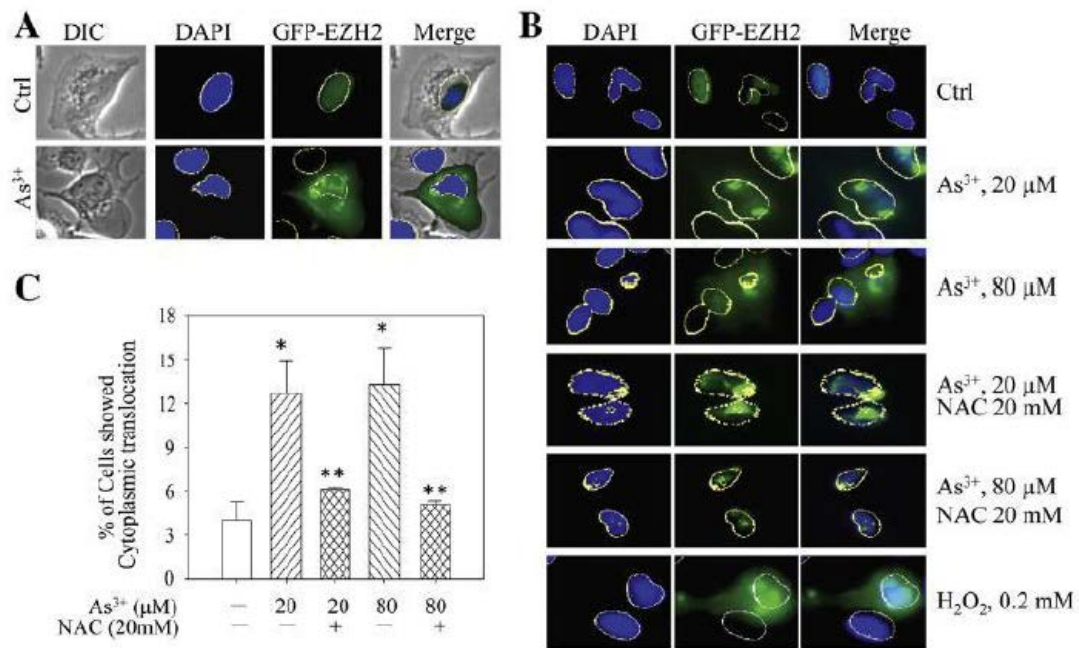 A
DIC DAPI GFP-EZH2 Merge
Ctrl
As³⁺
B
DAPI GFP-EZH2 Merge
Ctrl
As³⁺, 20 μM
As³⁺, 80 μM
As³⁺, 20 μM
NAC 20 mM
As³⁺, 80 μM
NAC 20 mM
H₂O₂, 0.2 mM
C
% of Cells showed
Cytoplasmic translocation
18
15
12
9
6
3
0
* ** * **
As³⁺ (μM) — 20 20 80 80
NAC (20mM) — — + — +